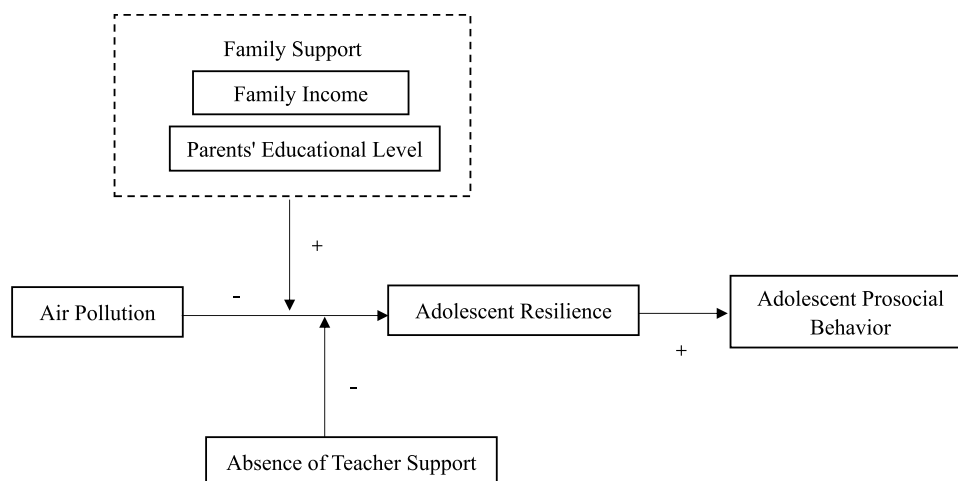 Family Support
Family Income
Parents' Educational Level
+
-
Air Pollution
Adolescent Resilience
Adolescent Prosocial
Behavior
+
-
Absence of Teacher Support